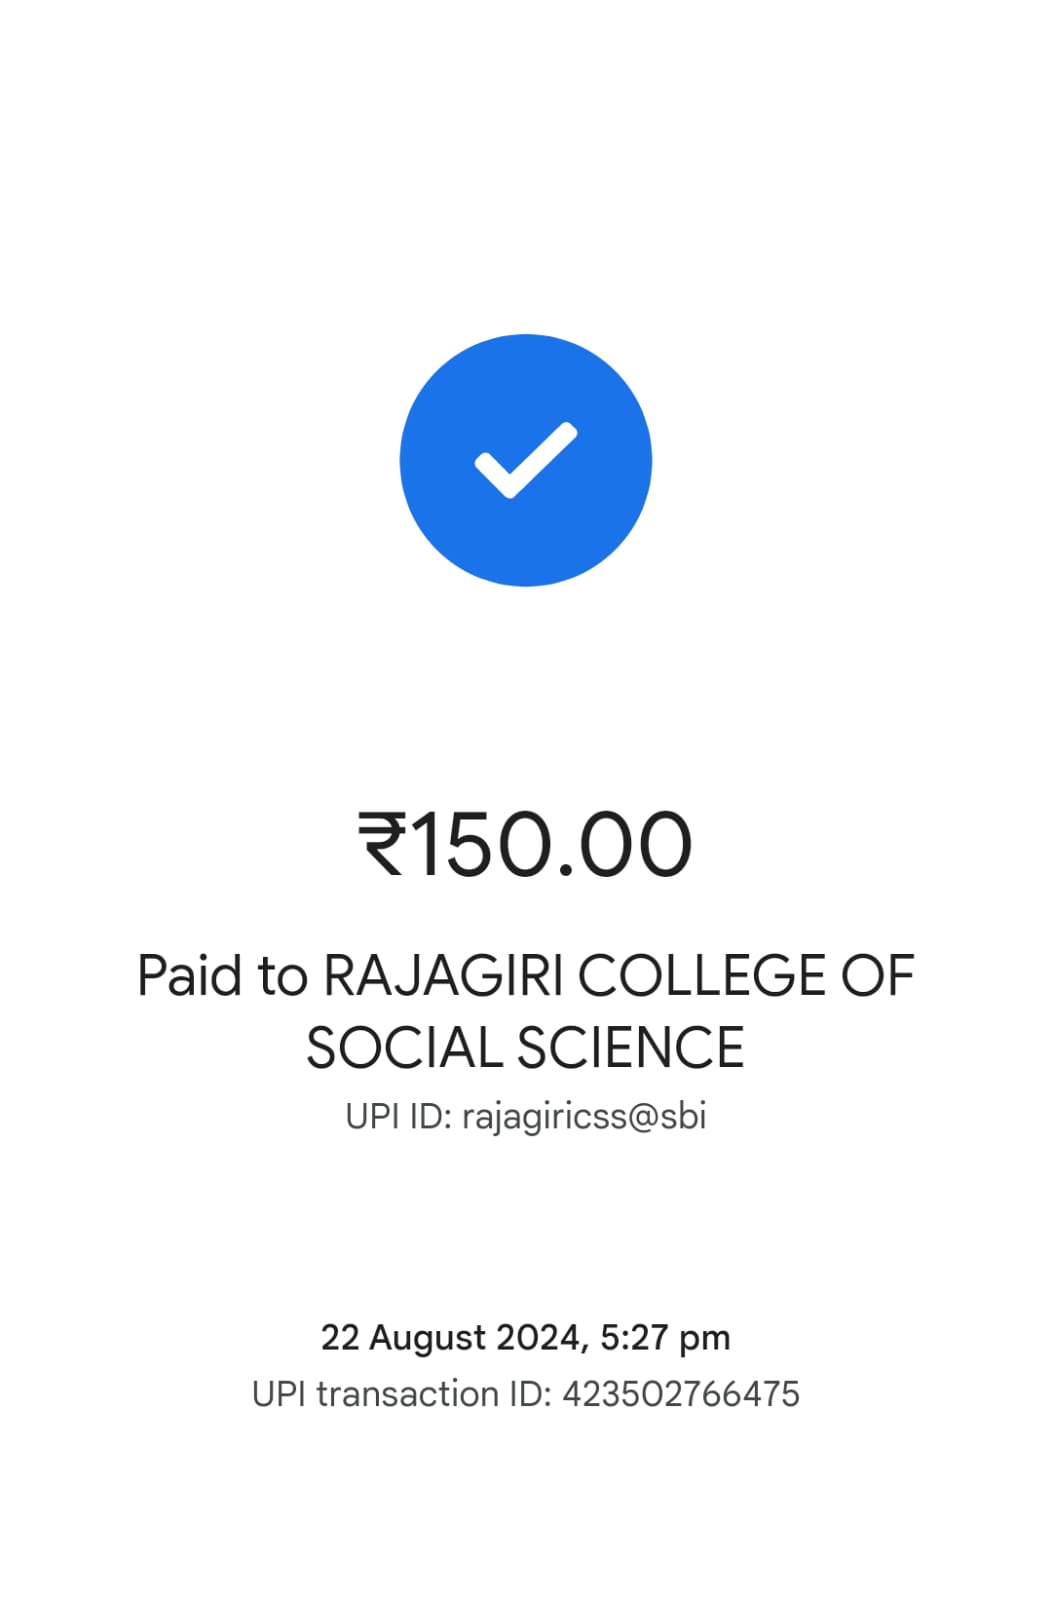 ₹150.00
Paid to RAJAGIRI COLLEGE OF
SOCIAL SCIENCE
UPI ID: rajagiricss@sbi
22 August 2024, 5:27 pm
UPI transaction ID: 423502766475